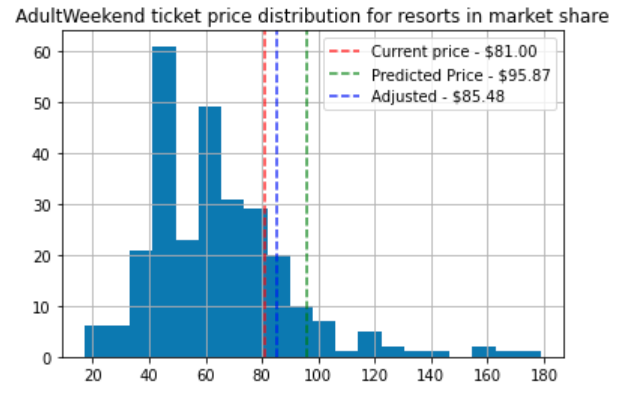 AdultWeekend ticket price distribution for resorts in market share
Current price - $81.00
Predicted Price - $95.87
Adjusted - $85.48
60
50
40
30
20
10
0
20 40 60 80 100 120 140 160 180